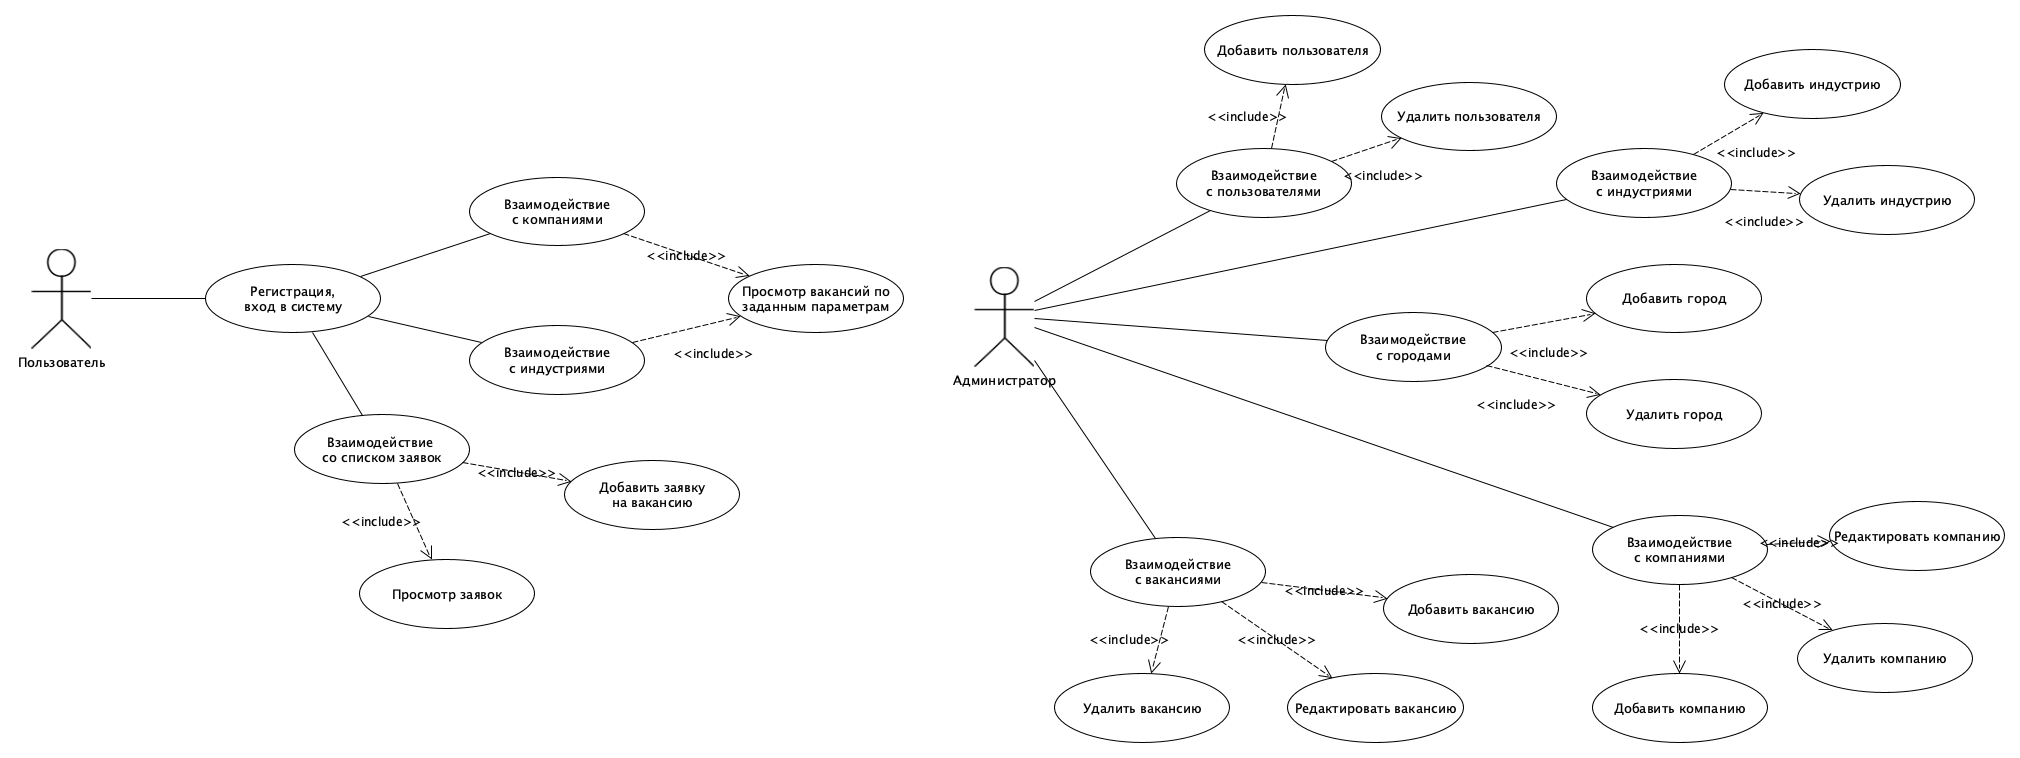 Пользователь
Регистрация,
вход в систему
Взаимодействие
с компаниями
<<include>>
Просмотр вакансий по
заданным параметрам
Взаимодействие
с индустриями
<<include>>
Взаимодействие
со списком заявок
<<include>>
Добавить заявку
на вакансию
<<include>>
Просмотр заявок
Администратор
Добавить пользователя
<<include>>
Удалить пользователя
<<include>>
Взаимодействие
с пользователями
Добавить индустрию
<<include>>
Взаимодействие
с индустриями
Удалить индустрию
<<include>>
Добавить город
Взаимодействие
с городами
<<include>>
<<include>>
Удалить город
Взаимодействие
с компаниями
<<include>>
Редактировать компанию
<<include>>
Удалить компанию
<<include>>
Добавить компанию
Взаимодействие
с вакансиями
<<include>>
Добавить вакансию
<<include>>
<<include>>
Удалить вакансию
Редактировать вакансию